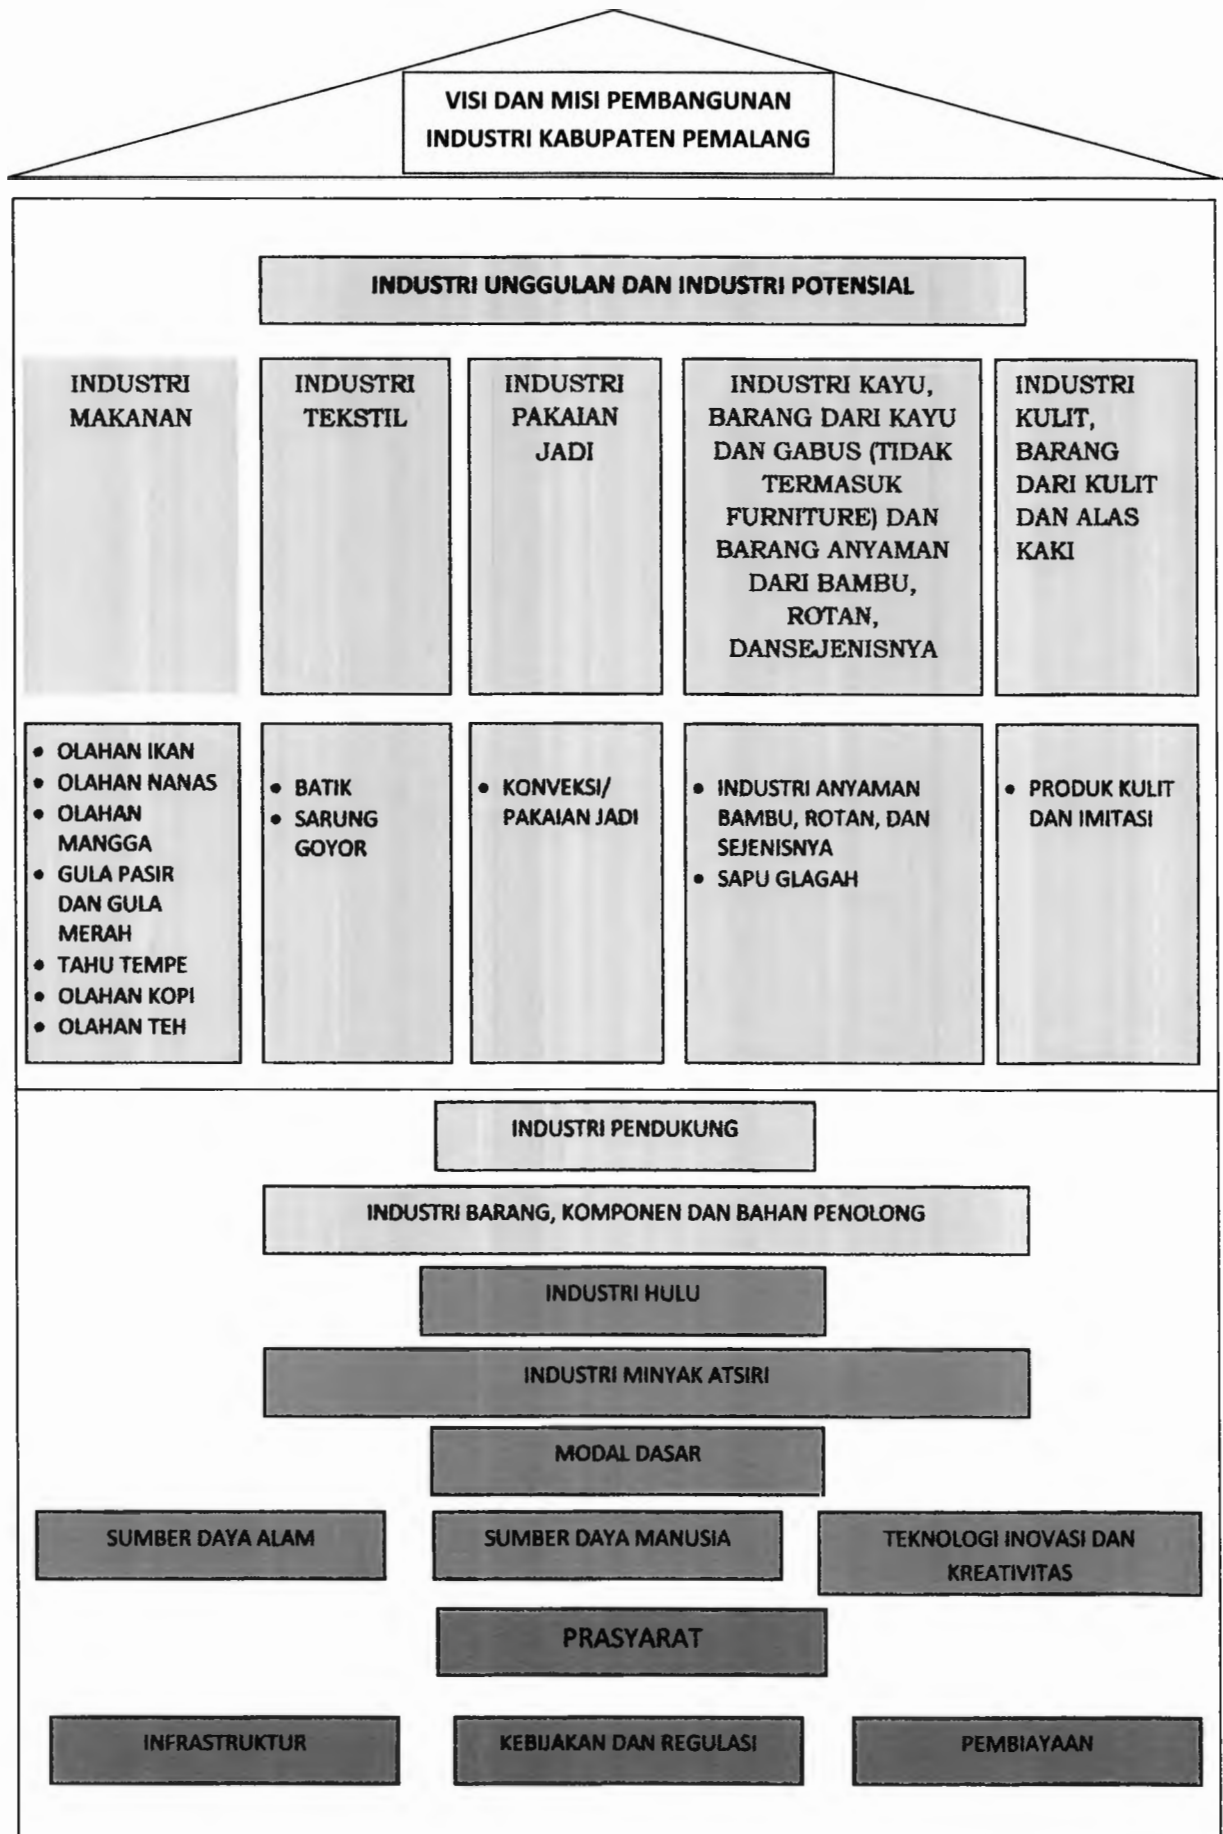 VISI DAN MISI PEMBANGUNAN
INDUSTRI KABUPATEN PEMALANG
INDUSTRI UNGGULAN DAN INDUSTRI POTENSIAL
INDUSTRI
MAKANAN
INDUSTRI
TEKSTIL
INDUSTRI
PAKAIAN
JADI
INDUSTRI KAYU,
BARANG DARI KAYU
DAN GABUS (TIDAK
TERMASUK
FURNITURE) DAN
BARANG ANYAMAN
DARI BAMBU,
ROTAN,
DANSEJENISNYA
INDUSTRI
KULIT,
BARANG
DARI KULIT
DAN ALAS
KAKI
• OLAHAN IKAN
• OLAHAN NANAS
• OLAHAN
MANGGA
• GULA PASIR
DAN GULA
MERAH
• TAHU TEMPE
• OLAHAN KOPI
• OLAHAN TEH
• BATIK
• SARUNG
GOYOR
• KONVEKSI/
PAKAIAN JADI
• INDUSTRI ANYAMAN
BAMBU, ROTAN, DAN
SEJENISNYA
• SAPU GLAGAH
• PRODUK KULIT
DAN IMITASI
INDUSTRI PENDUKUNG
INDUSTRI BARANG, KOMPONEN DAN BAHAN PENOLONG
INDUSTRI HULU
INDUSTRI MINYAK ATSIRI
MODAL DASAR
SUMBER DAYA ALAM
SUMBER DAYA MANUSIA
TEKNOLOGI INOVASI DAN
KREATIVITAS
PRASYARAT
INFRASTRUKTUR
KEBIJAKAN DAN REGULASI
PEMBIAYAAN